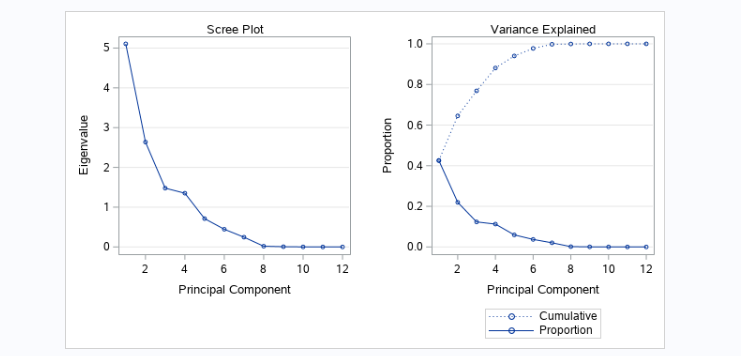 Scree Plot
5
4
3
2
1
0
Eigenvalue
2 4 6 8 10 12
Principal Component
Variance Explained
1.0
0.8
0.6
0.4
0.2
0.0
Proportion
2 4 6 8 10 12
Principal Component
Cumulative
Proportion